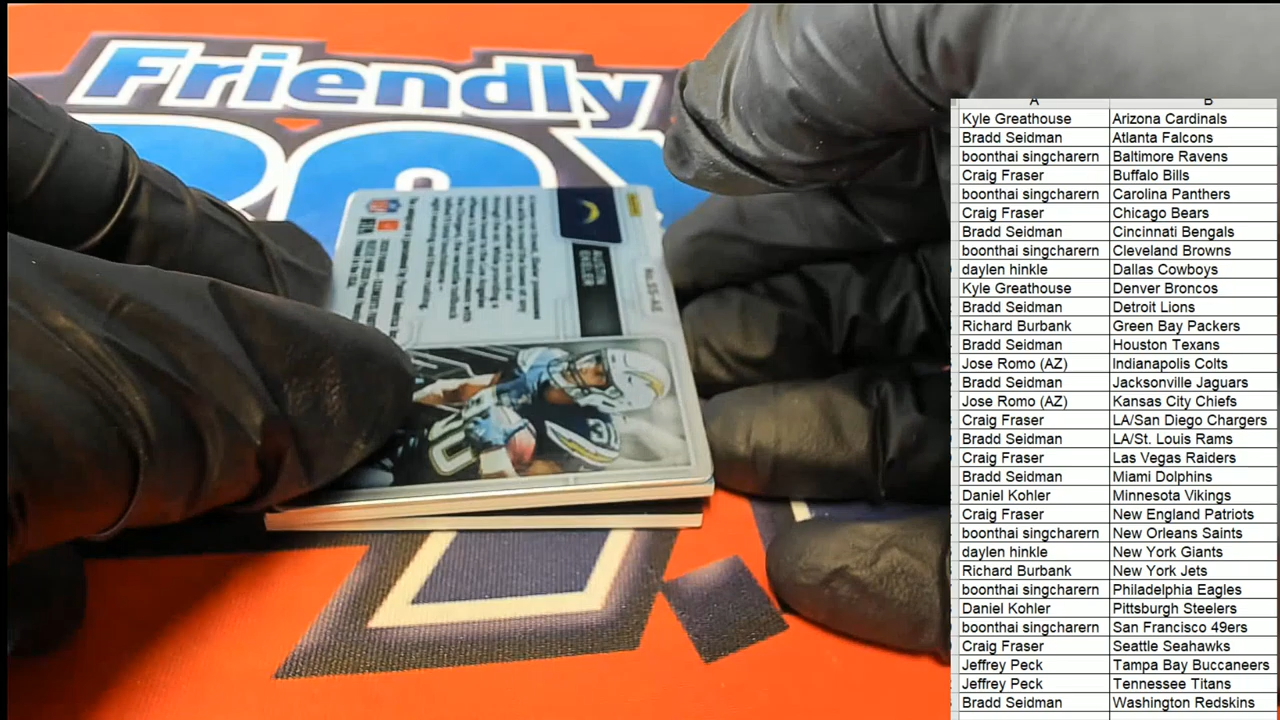 Friendly
AUSTIN
EKELER
No. SS-AE
A
B
Kyle Greathouse Arizona Cardinals
Bradd Seidman Atlanta Falcons
boonthai singcharern Baltimore Ravens
Craig Fraser Buffalo Bills
boonthai singcharern Carolina Panthers
Craig Fraser Chicago Bears
Bradd Seidman Cincinnati Bengals
boonthai singcharern Cleveland Browns
daylen hinkle Dallas Cowboys
Kyle Greathouse Denver Broncos
Bradd Seidman Detroit Lions
Richard Burbank Green Bay Packers
Bradd Seidman Houston Texans
Jose Romo (AZ) Indianapolis Colts
Bradd Seidman Jacksonville Jaguars
Jose Romo (AZ) Kansas City Chiefs
Craig Fraser LA/San Diego Chargers
Bradd Seidman LA/St. Louis Rams
Craig Fraser Las Vegas Raiders
Bradd Seidman Miami Dolphins
Daniel Kohler Minnesota Vikings
Craig Fraser New England Patriots
boonthai singcharern New Orleans Saints
daylen hinkle New York Giants
Richard Burbank New York Jets
boonthai singcharern Philadelphia Eagles
Daniel Kohler Pittsburgh Steelers
boonthai singcharern San Francisco 49ers
Craig Fraser Seattle Seahawks
Jeffrey Peck Tampa Bay Buccaneers
Jeffrey Peck Tennessee Titans
Bradd Seidman Washington Redskins